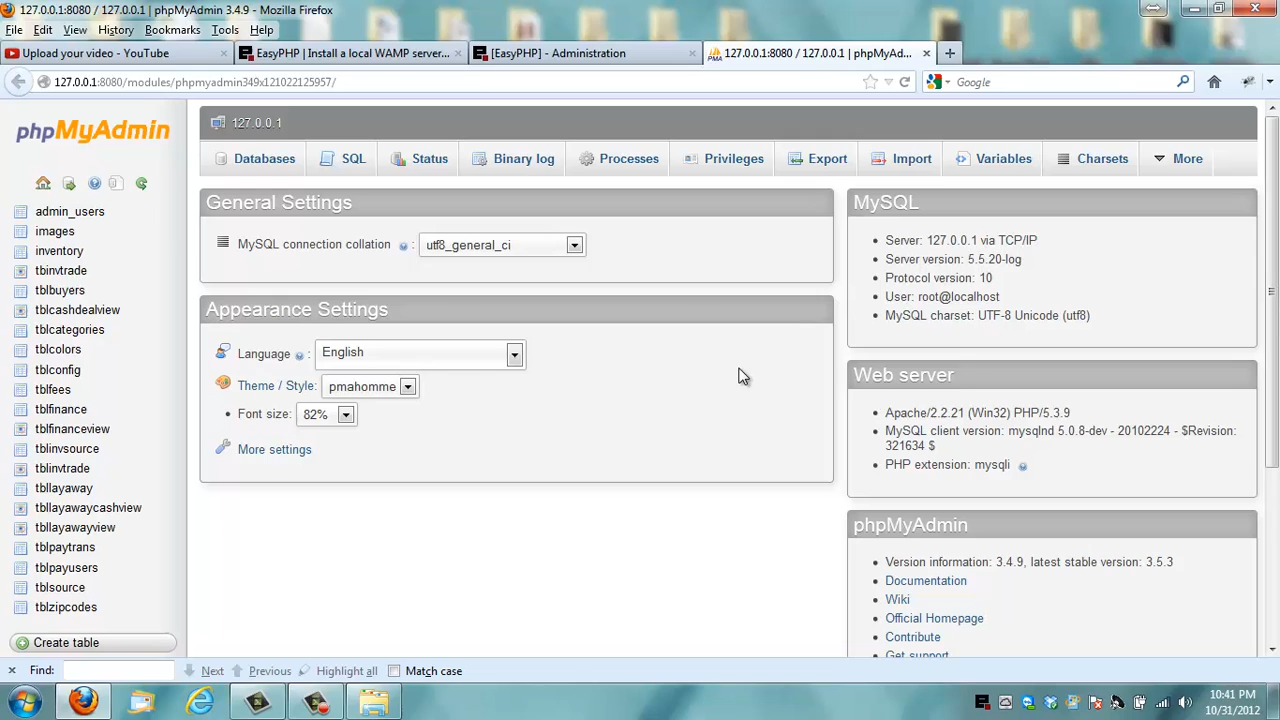 127.0.0.1:8080 / 127.0.0.1 | phpMyAdmin 3.4.9 - Mozilla Firefox
File Edit View History Bookmarks Tools Help
Upload your video - YouTube
EasyPHP | Install a local WAMP server...
[EasyPHP] - Administration
127.0.0.1:8080 / 127.0.0.1 | phpMyAd...
127.0.0.1:8080/modules/phpmyadmin349x121022125957/
Google
phpMyAdmin
admin_users
images
inventory
tbinvtrade
tblbuyers
tblcashdealview
tblcategories
tblcolors
tblconfig
tblfees
tblfinance
tblfinanceview
tblinvsource
tblinvtrade
tbllayaway
tbllayawaycashview
tbllayawayview
tblpaytrans
tblpayusers
tblsource
tblzipcodes
Create table
127.0.0.1
Databases SQL Status Binary log Processes Privileges Export Import Variables Charsets More
General Settings
MySQL connection collation : utf8_general_ci
Appearance Settings
Language : English
Theme / Style: pmahomme
Font size: 82%
More settings
MySQL
Server: 127.0.0.1 via TCP/IP
Server version: 5.5.20-log
Protocol version: 10
User: root@localhost
MySQL charset: UTF-8 Unicode (utf8)
Web server
Apache/2.2.21 (Win32) PHP/5.3.9
MySQL client version: mysqlnd 5.0.8-dev - 20102224 - $Revision:
321634 $
PHP extension: mysqli
phpMyAdmin
Version information: 3.4.9, latest stable version: 3.5.3
Documentation
Wiki
Official Homepage
Contribute
Get support
Find: Next Previous Highlight all Match case
10:41 PM
10/31/2012